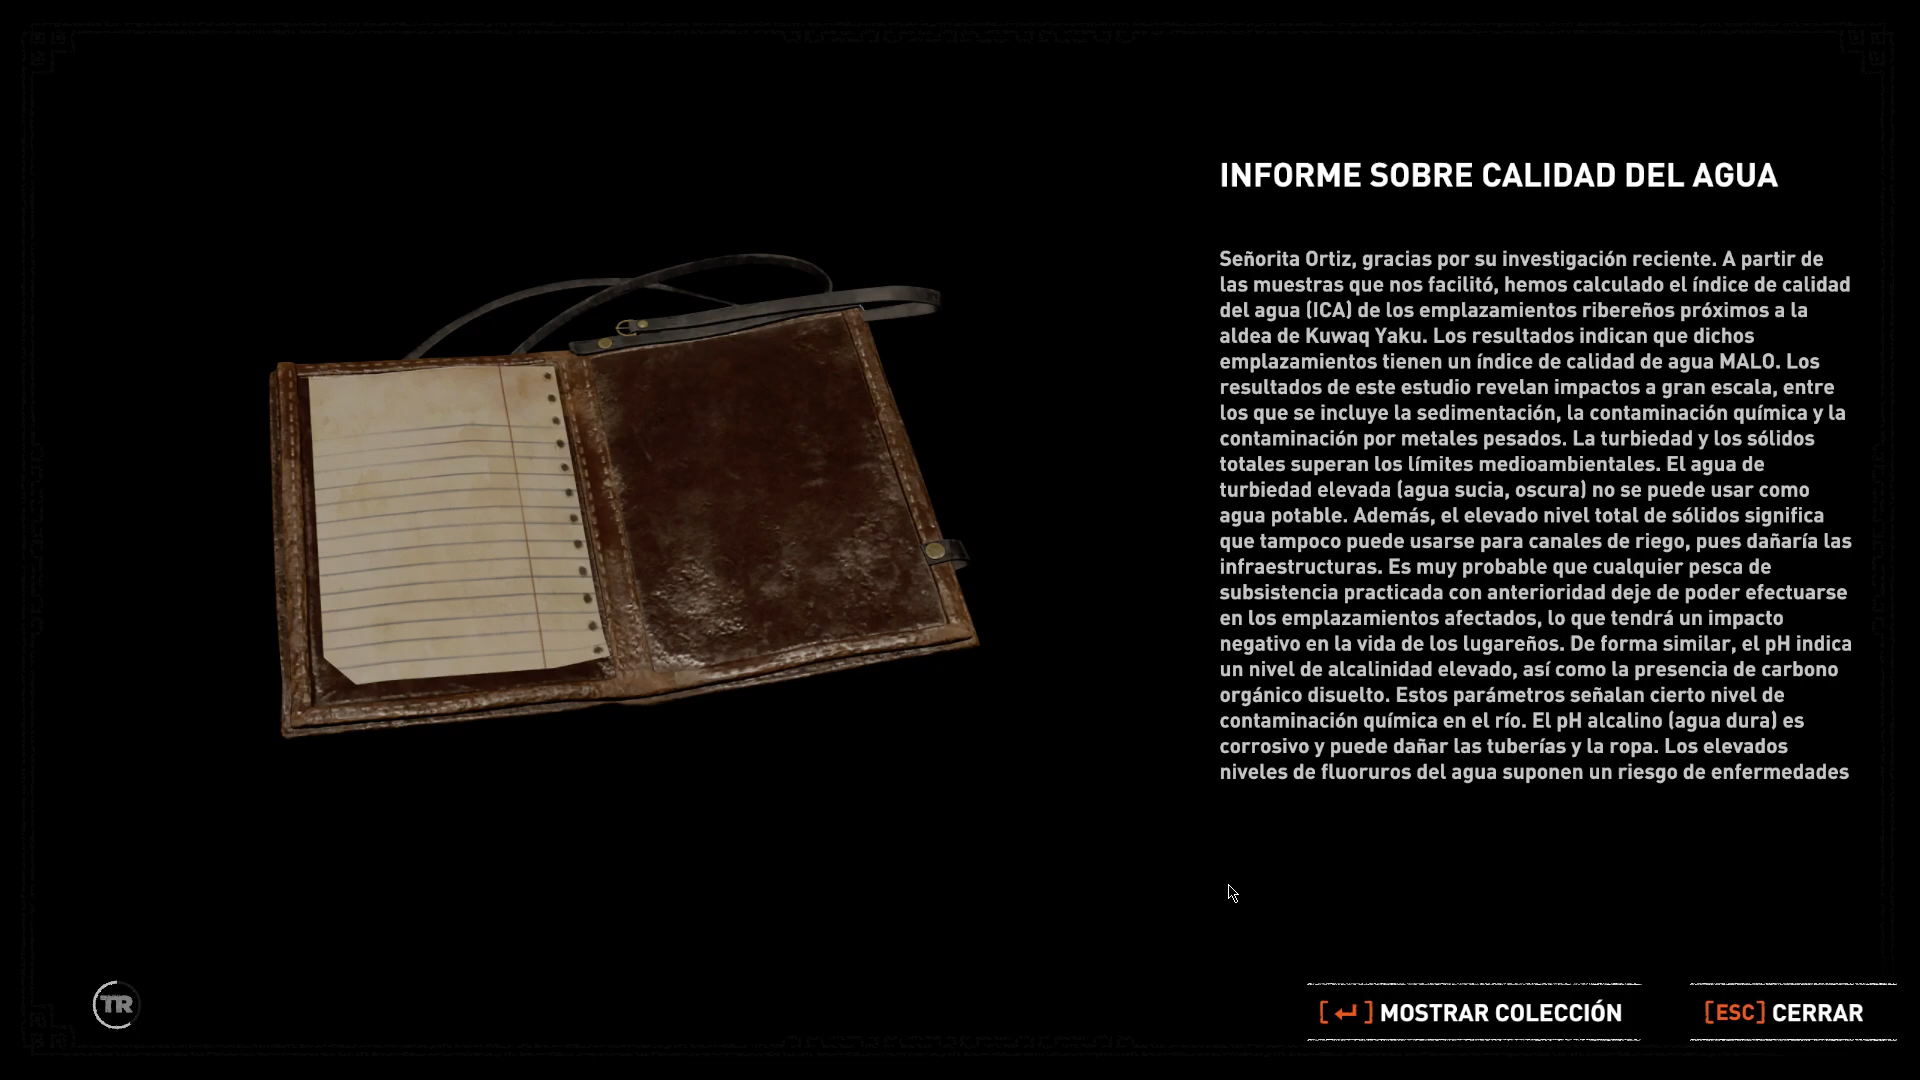 INFORME SOBRE CALIDAD DEL AGUA
Señorita Ortiz, gracias por su investigación reciente. A partir de
las muestras que nos facilitó, hemos calculado el índice de calidad
del agua (ICA) de los emplazamientos ribereños próximos a la
aldea de Kuwaq Yaku. Los resultados indican que dichos
emplazamientos tienen un índice de calidad de agua MALO. Los
resultados de este estudio revelan impactos a gran escala, entre
los que se incluye la sedimentación, la contaminación química y la
contaminación por metales pesados. La turbiedad y los sólidos
totales superan los límites medioambientales. El agua de
turbiedad elevada (agua sucia, oscura) no se puede usar como
agua potable. Además, el elevado nivel total de sólidos significa
que tampoco puede usarse para canales de riego, pues dañaría las
infraestructuras. Es muy probable que cualquier pesca de
subsistencia practicada con anterioridad deje de poder efectuarse
en los emplazamientos afectados, lo que tendrá un impacto
negativo en la vida de los lugareños. De forma similar, el pH indica
un nivel de alcalinidad elevado, así como la presencia de carbono
orgánico disuelto. Estos parámetros señalan cierto nivel de
contaminación química en el río. El pH alcalino (agua dura) es
corrosivo y puede dañar las tuberías y la ropa. Los elevados
niveles de fluoruros del agua suponen un riesgo de enfermedades
TR
[↵] MOSTRAR COLECCIÓN
[ESC] CERRAR